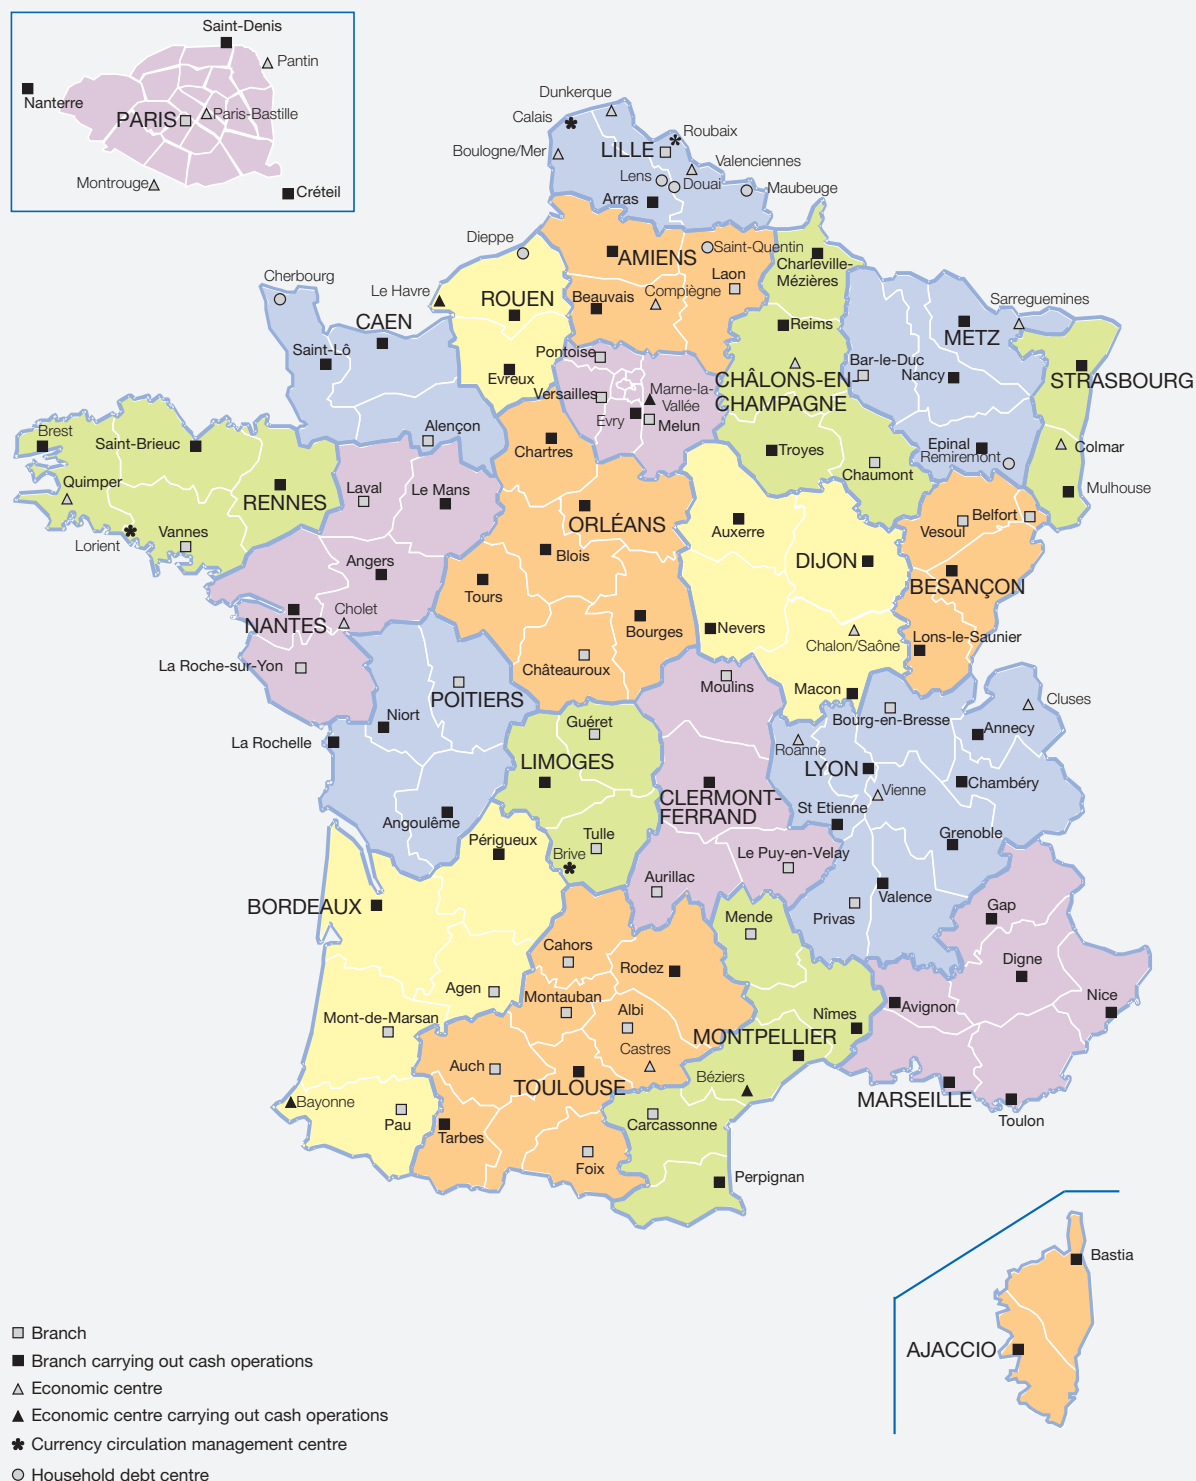 Saint-Denis
Pantin
Nanterre
PARIS
Paris-Bastille
Montrouge
Créteil
Dunkerque
Calais
Roubaix
Boulogne/Mer
LILLE
Valenciennes
Lens
Douai
Maubeuge
Arras
Dieppe
AMIENS
Saint-Quentin
Charleville-
Mézières
Cherbourg
Le Havre
ROUEN
Beauvais
Compiègne
Laon
Sarreguemines
CAEN
Reims
METZ
Saint-Lô
Pontoise
Evreux
Versailles
Marne-la-
Vallée
CHÂLONS-EN-
CHAMPAGNE
Bar-le-Duc
Nancy
STRASBOURG
Evry
Melun
Brest
Saint-Brieuc
Alençon
Chartres
Troyes
Epinal
Remiremont
Colmar
Chaumont
Quimper
RENNES
Laval
Le Mans
Mulhouse
Lorient
Vannes
ORLÉANS
Auxerre
Vesoul
Belfort
Blois
Angers
DIJON
BESANÇON
Tours
NANTES
Cholet
Bourges
Nevers
Chalon/Saône
Lons-le-Saunier
La Roche-sur-Yon
Châteauroux
POITIERS
Moulins
Macon
Cluses
Niort
Guéret
Bourg-en-Bresse
Annecy
La Rochelle
Roanne
LIMOGES
LYON
Chambéry
CLERMONT-
FERRAND
Vienne
St Etienne
Angoulême
Périgueux
Tulle
Grenoble
Brive
Le Puy-en-Velay
Aurillac
Valence
BORDEAUX
Privas
Gap
Mende
Cahors
Rodez
Digne
Agen
Montauban
Albi
Avignon
Nice
Mont-de-Marsan
Nîmes
MONTPELLIER
Castres
Auch
TOULOUSE
Béziers
MARSEILLE
Bayonne
Pau
Tarbes
Carcassonne
Toulon
Foix
Perpignan
Bastia
AJACCIO
Branch
Branch carrying out cash operations
Economic centre
Economic centre carrying out cash operations
Currency circulation management centre
Household debt centre